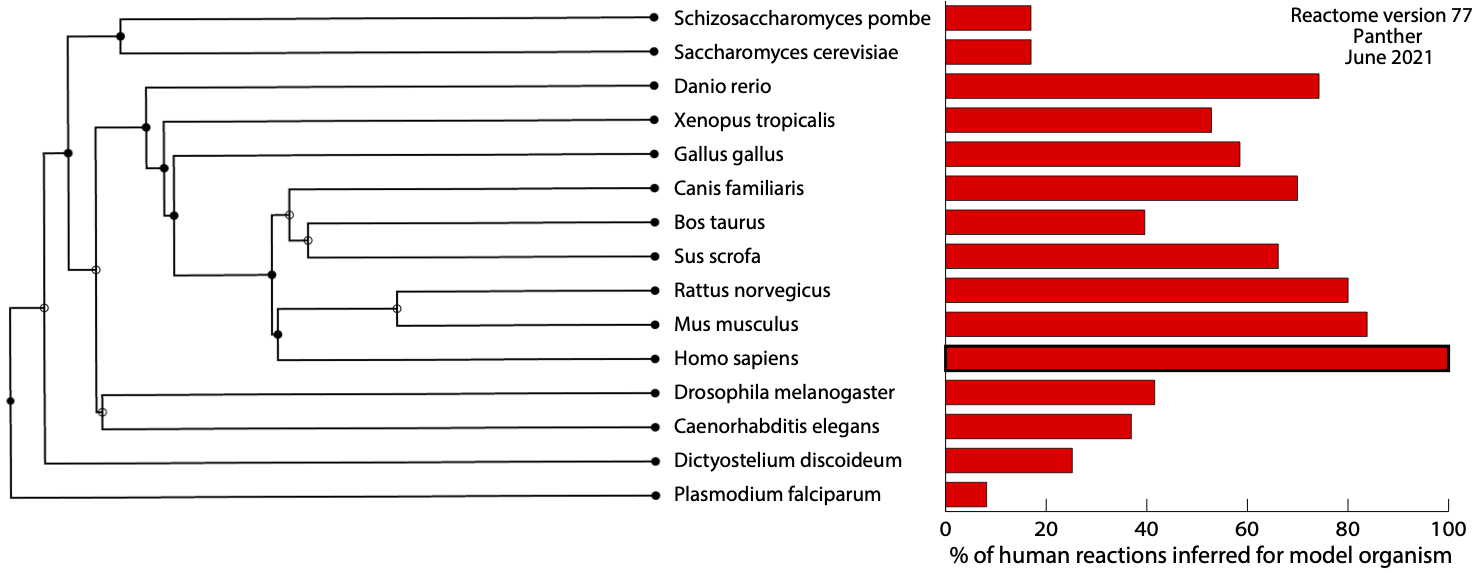 Schizosaccharomyces pombe
Saccharomyces cerevisiae
Danio rerio
Xenopus tropicalis
Gallus gallus
Canis familiaris
Bos taurus
Sus scrofa
Rattus norvegicus
Mus musculus
Homo sapiens
Drosophila melanogaster
Caenorhabditis elegans
Dictyostelium discoideum
Plasmodium falciparum
Reactome version 77
Panther
June 2021
0 20 40 60 80 100
% of human reactions inferred for model organism